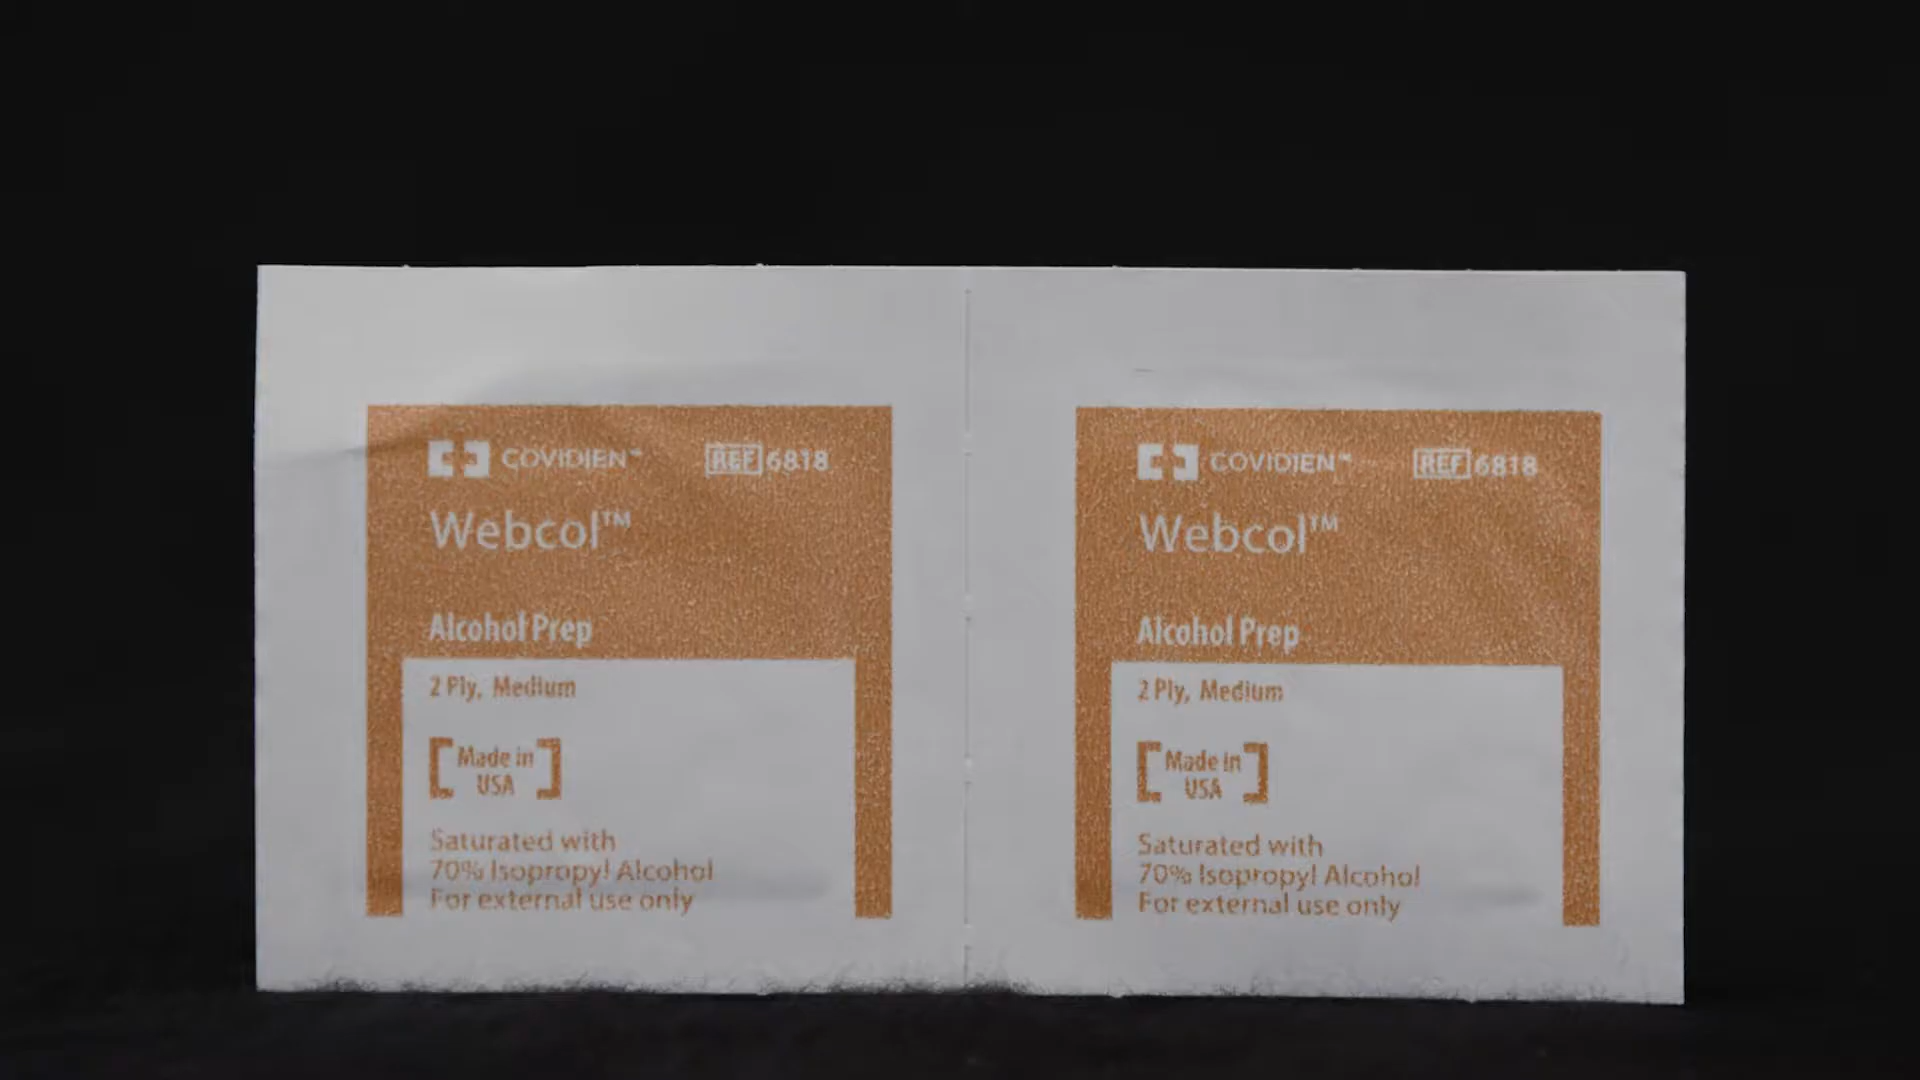 COVIDIEN™ REF 6818
Webcol™
Alcohol Prep
2 Ply, Medium
Made in
USA
Saturated with
70% Isopropyl Alcohol
For external use only
COVIDIEN™ REF 6818
Webcol™
Alcohol Prep
2 Ply, Medium
Made in
USA
Saturated with
70% Isopropyl Alcohol
For external use only